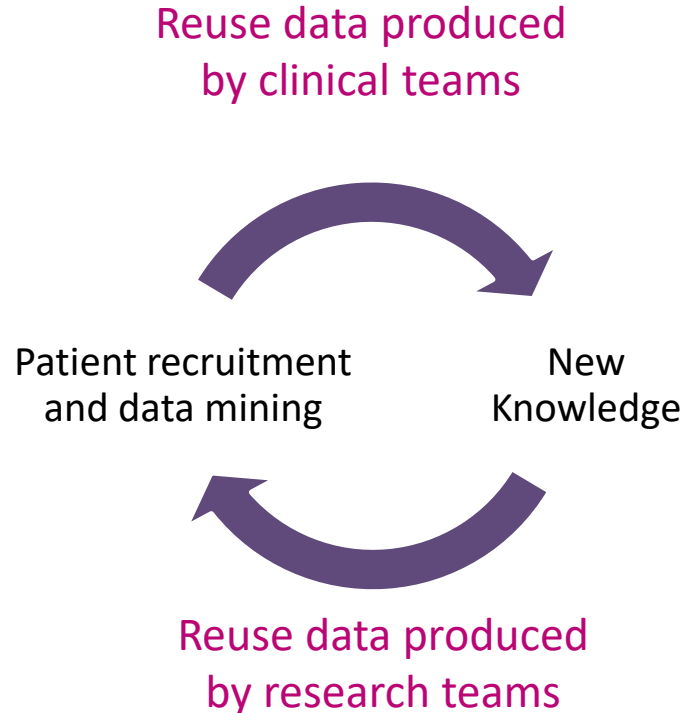 Reuse data produced
by clinical teams
Patient recruitment
and data mining
New
Knowledge
Reuse data produced
by research teams